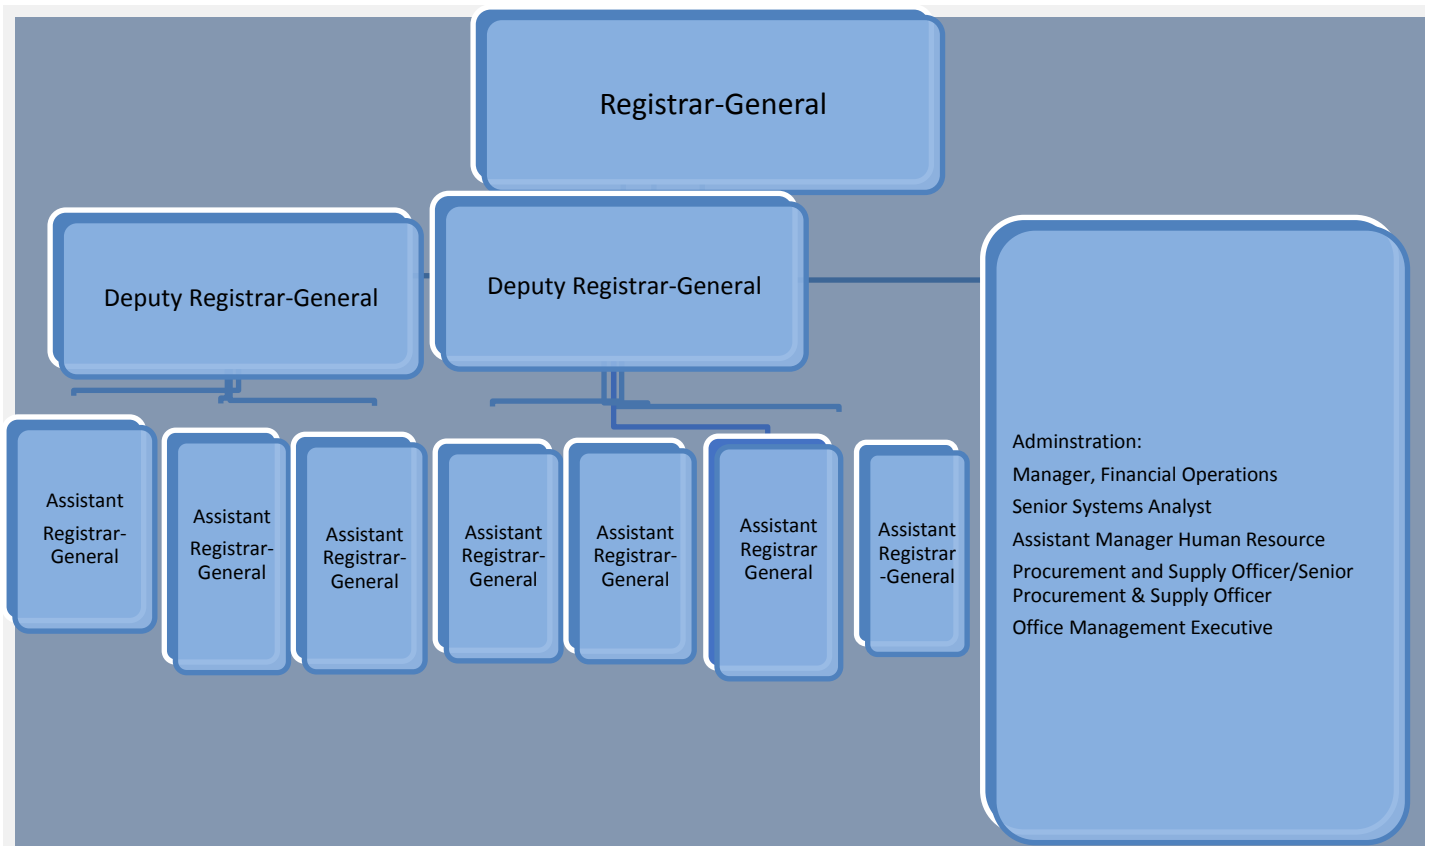 Registrar-General
Deputy Registrar-General
Deputy Registrar-General
Assistant
Registrar-
General
Assistant
Registrar-
General
Assistant
Registrar-
General
Assistant
Registrar-
General
Assistant
Registrar-
General
Assistant
Registrar
General
Assistant
Registrar
-General
Adminstration:
Manager, Financial Operations
Senior Systems Analyst
Assistant Manager Human Resource
Procurement and Supply Officer/Senior
Procurement & Supply Officer
Office Management Executive